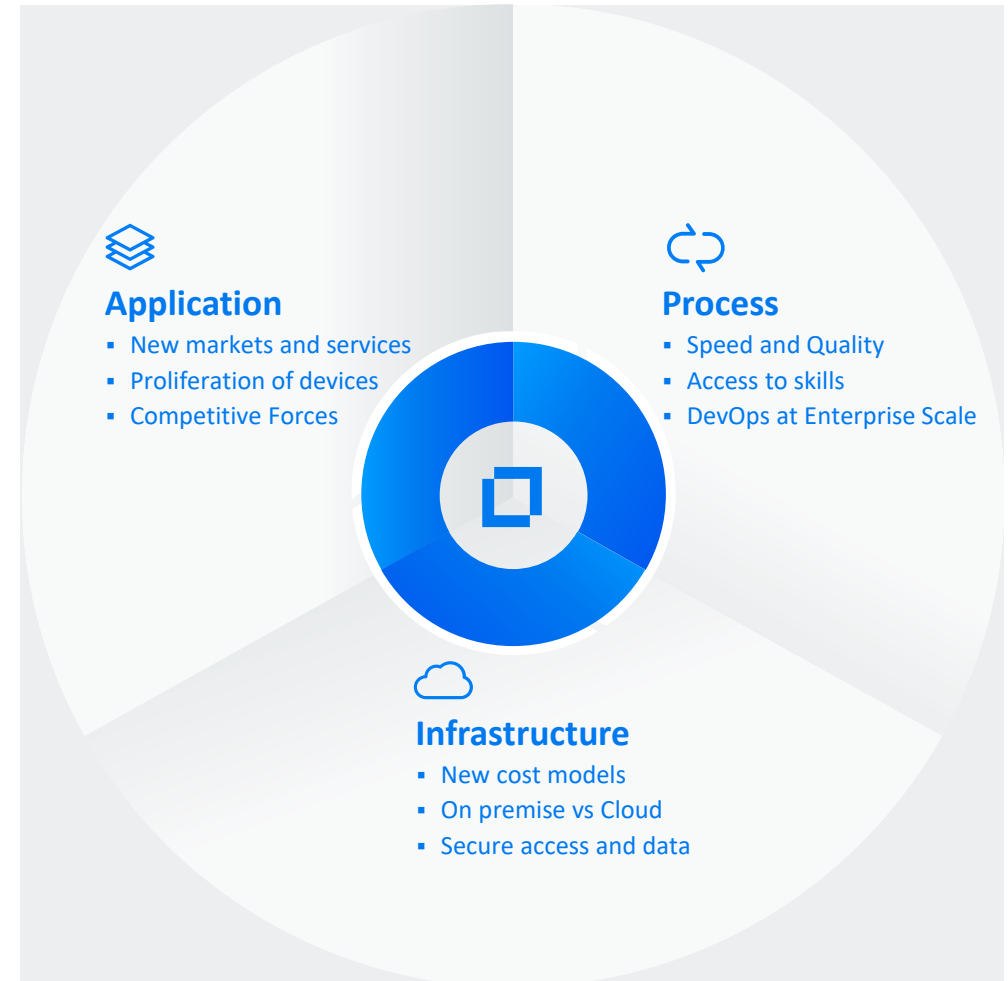 Application
▪ New markets and services
▪ Proliferation of devices
▪ Competitive Forces
Process
▪ Speed and Quality
▪ Access to skills
▪ DevOps at Enterprise Scale
Infrastructure
▪ New cost models
▪ On premise vs Cloud
▪ Secure access and data